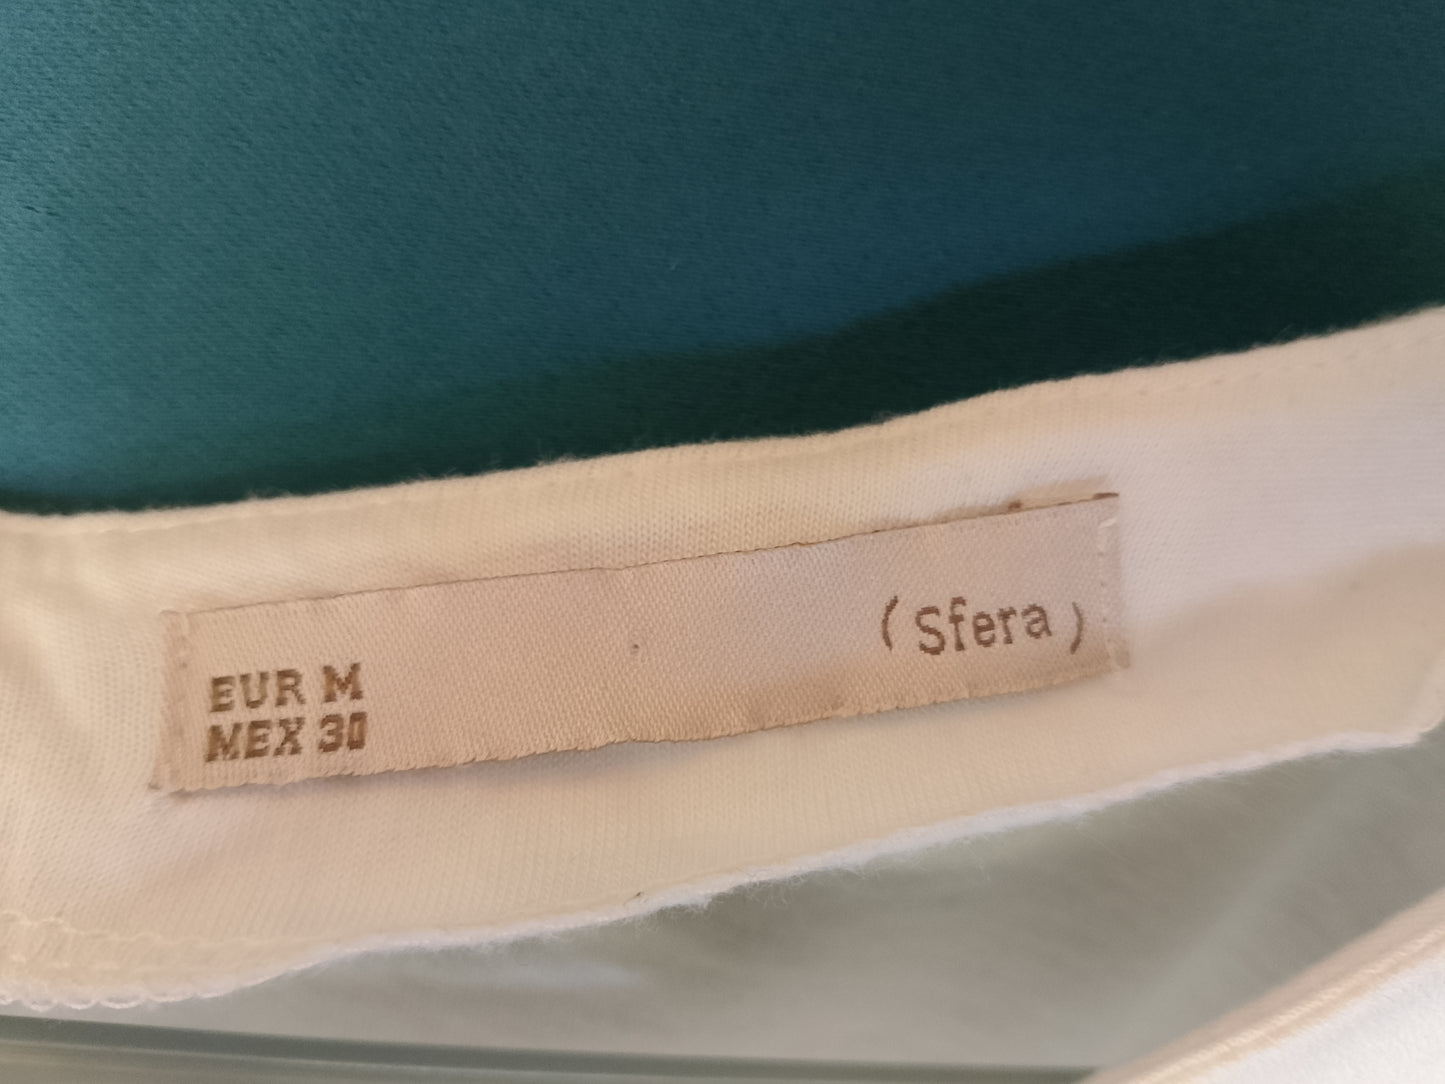 ( Sfera )
EUR M
MEX 30